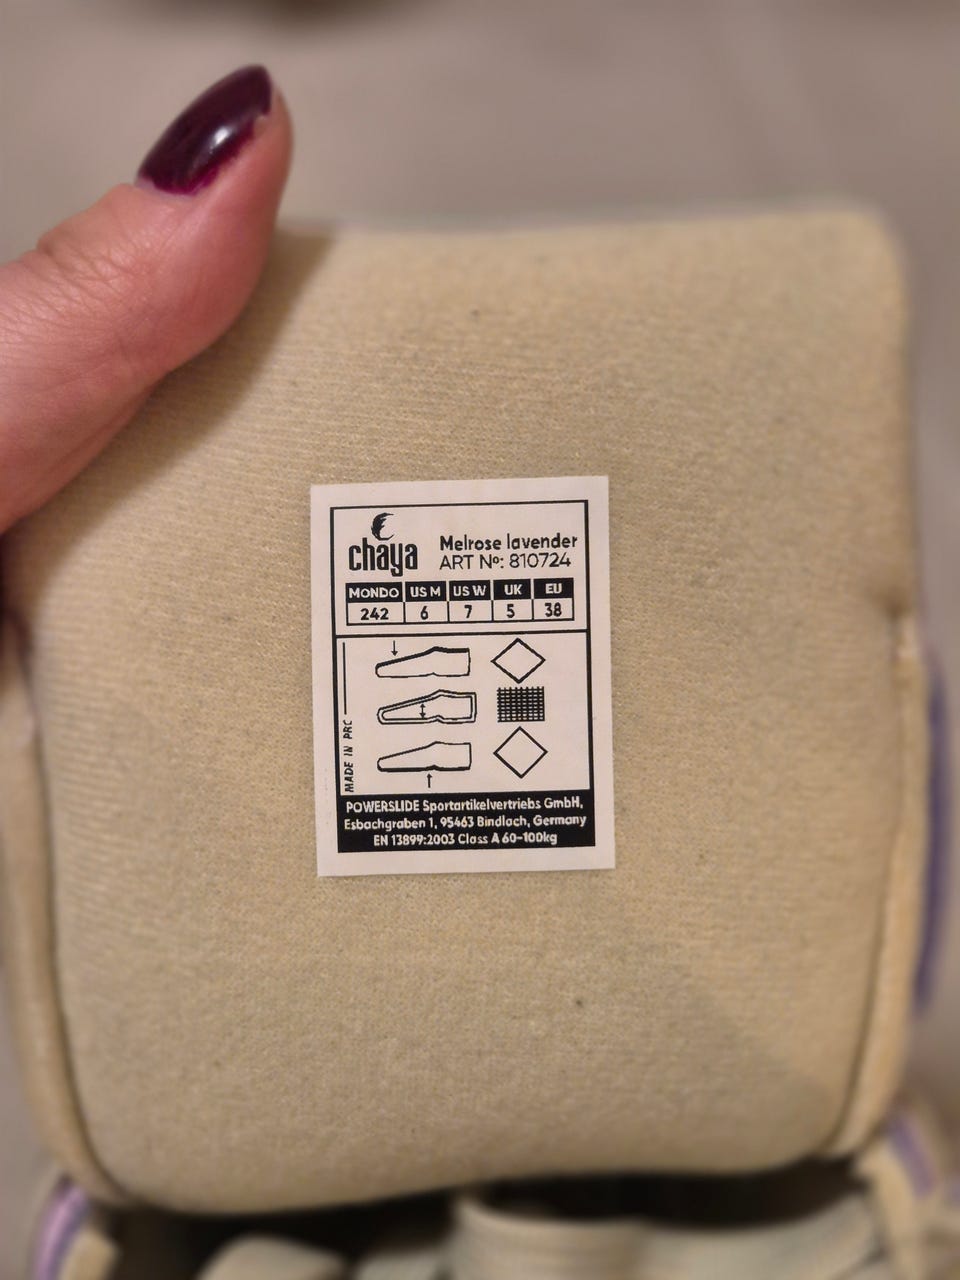 chaya
Melrose lavender
ART Nº: 810724
MONDO US M US W UK EU
242 6 7 5 38
MADE IN PRC
POWERSLIDE Sportartikelvertriebs GmbH,
Esbachgraben 1, 95463 Bindlach, Germany
EN 13899:2003 Class A 60-100kg